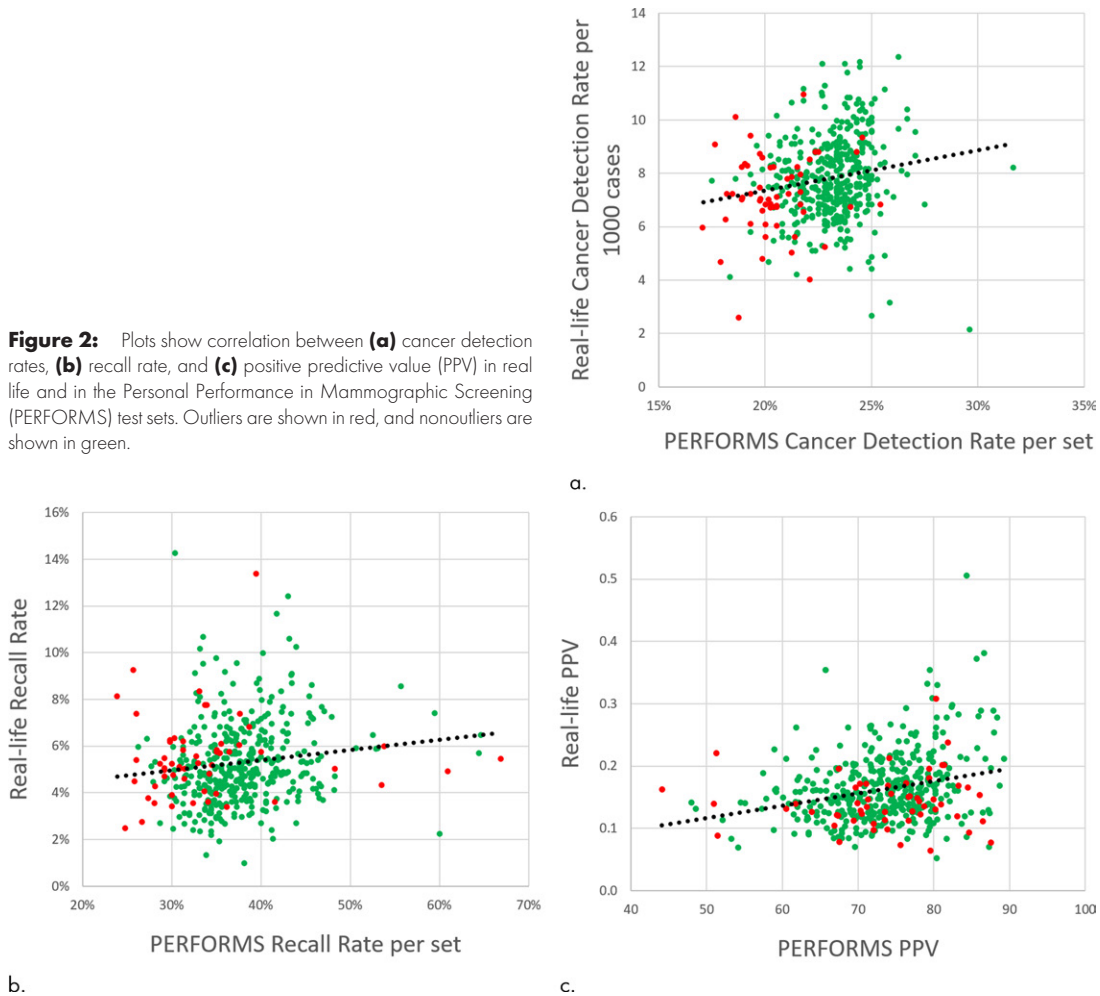 Figure 2: Plots show correlation between (a) cancer detection
rates, (b) recall rate, and (c) positive predictive value (PPV) in real
life and in the Personal Performance in Mammographic Screening
(PERFORMS) test sets. Outliers are shown in red, and nonoutliers are
shown in green.
Real-life Cancer Detection Rate per
1000 cases
14
12
10
8
6
4
2
0
15% 20% 25% 30% 35%
PERFORMS Cancer Detection Rate per set
a.
Real-life Recall Rate
16%
14%
12%
10%
8%
6%
4%
2%
0%
20% 30% 40% 50% 60% 70%
PERFORMS Recall Rate per set
b.
Real-life PPV
0.6
0.5
0.4
0.3
0.2
0.1
0.0
40 50 60 70 80 90 100
PERFORMS PPV
c.